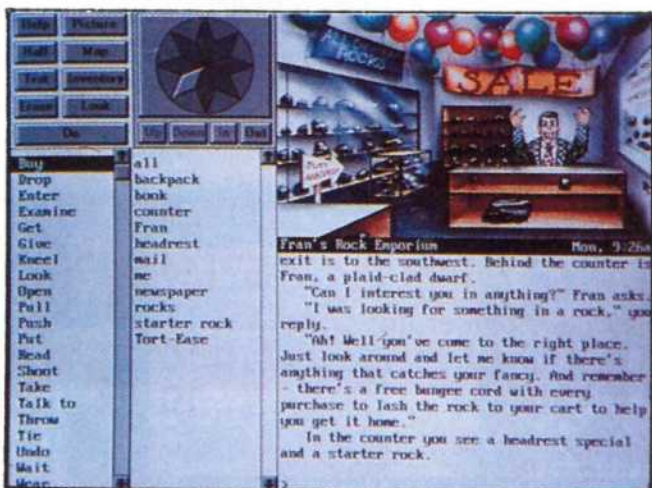 Help Picture
Half Map
Text Inventory
Erase Look
Do
Up Down In Out
Buy
Drop
Enter
Examine
Get
Give
Kneel
Look
Open
Pull
Push
Put
Read
Shoot
Take
Talk to
Throw
Tie
Undo
Wait
Wear
all
backpack
book
counter
Fran
headrest
mail
me
newspaper
rocks
starter rock
Tort-Ease
ROCKS
SALE
Fran's Rock Emporium Mon, 9:26a
exit is to the southwest. Behind the counter is
Fran, a plaid-clad dwarf.
"Can I interest you in anything?" Fran asks.
"I was looking for something in a rock," you
reply.
"Ah! Well you've come to the right place.
Just look around and let me know if there's
anything that catches your fancy. And remember
- there's a free bungee cord with every
purchase to lash the rock to your cart to help
you get it home."
In the counter you see a headrest special
and a starter rock.
>